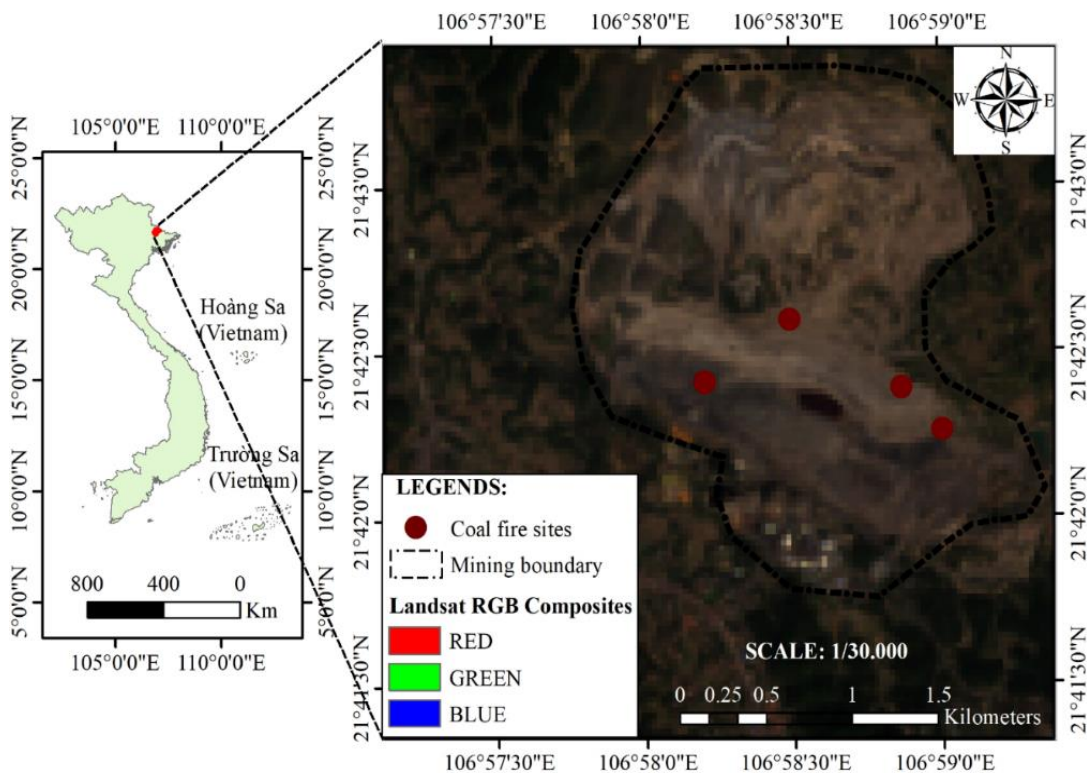 106°57'30"E 106°58'0"E 106°58'30"E 106°59'0"E
N
W E
S
105°0'0"E 110°0'0"E
25°0'0"N
20°0'0"N
15°0'0"N
10°0'0"N
5°0'0"N
25°0'0"N
20°0'0"N
15°0'0"N
10°0'0"N
5°0'0"N
Hoàng Sa
(Vietnam)
Trường Sa
(Vietnam)
800 400 0
Km
105°0'0"E 110°0'0"E
21°43'0"N
21°42'30"N
21°42'0"N
21°41'30"N
21°43'0"N
21°42'30"N
21°42'0"N
21°41'30"N
LEGENDS:
Coal fire sites
Mining boundary
Landsat RGB Composites
RED
GREEN
BLUE
SCALE: 1/30.000
0 0.25 0.5 1 1.5
Kilometers
106°57'30"E 106°58'0"E 106°58'30"E 106°59'0"E